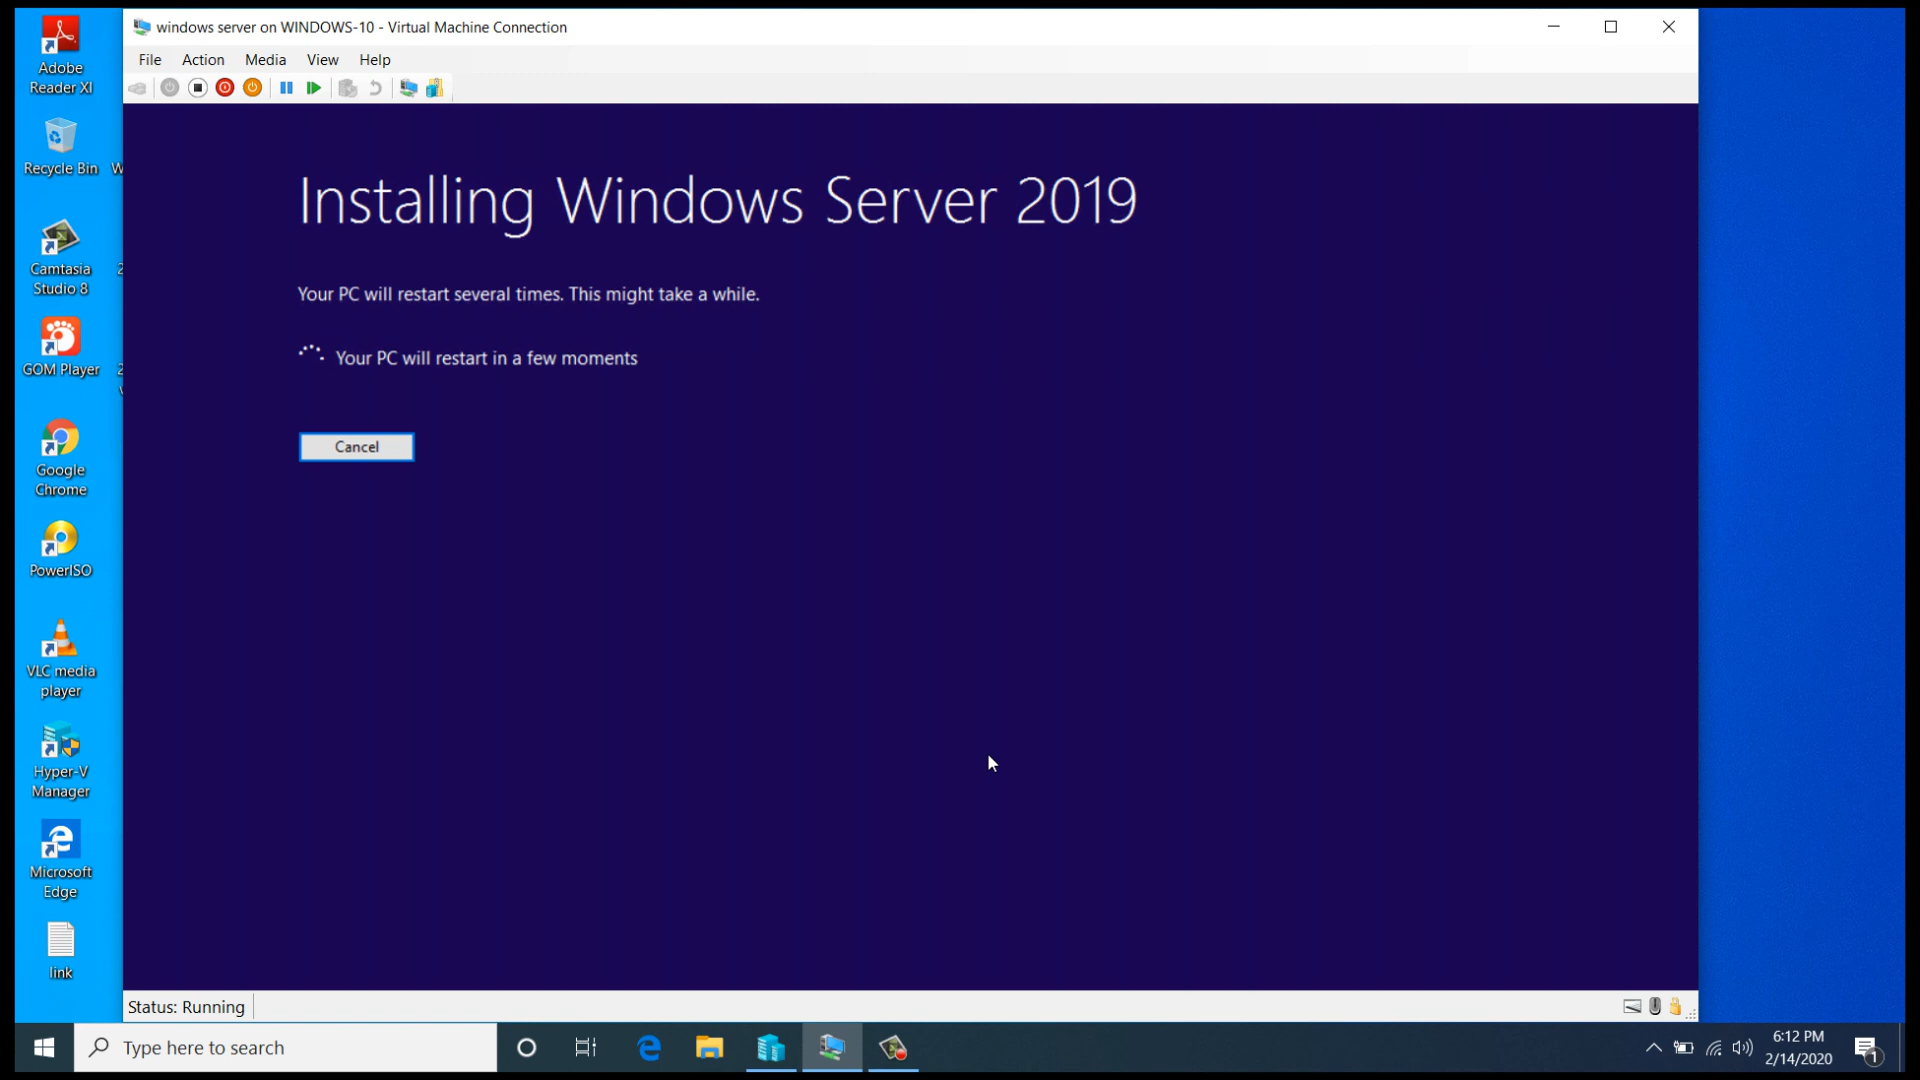 windows server on WINDOWS-10 - Virtual Machine Connection
File Action Media View Help
Installing Windows Server 2019
Your PC will restart several times. This might take a while.
Your PC will restart in a few moments
Cancel
Status: Running
Adobe
Reader XI
Recycle Bin
W
Camtasia
Studio 8
2
GOM Player
2
Google
Chrome
PowerISO
VLC media
player
Hyper-V
Manager
Microsoft
Edge
link
Type here to search
6:12 PM
2/14/2020
1